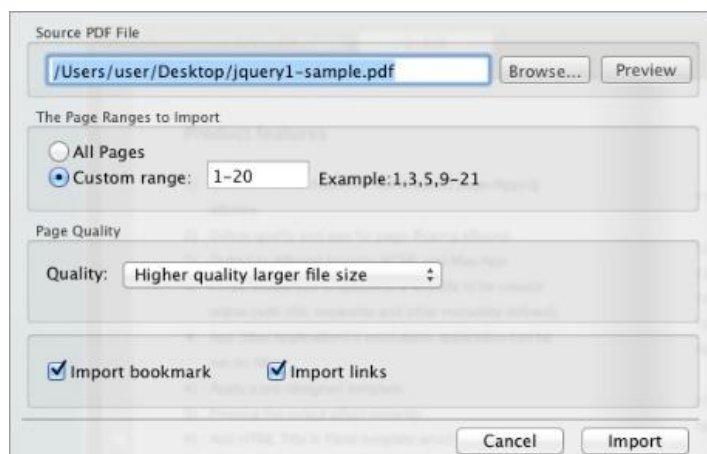 Source PDF File
/Users/user/Desktop/jquery1-sample.pdf Browse... Preview
The Page Ranges to Import
Product features
All Pages
Custom range: 1-20 Example:1,3,5,9-21
Page Quality
Quality: Higher quality larger file size
Import bookmark Import links
Cancel Import